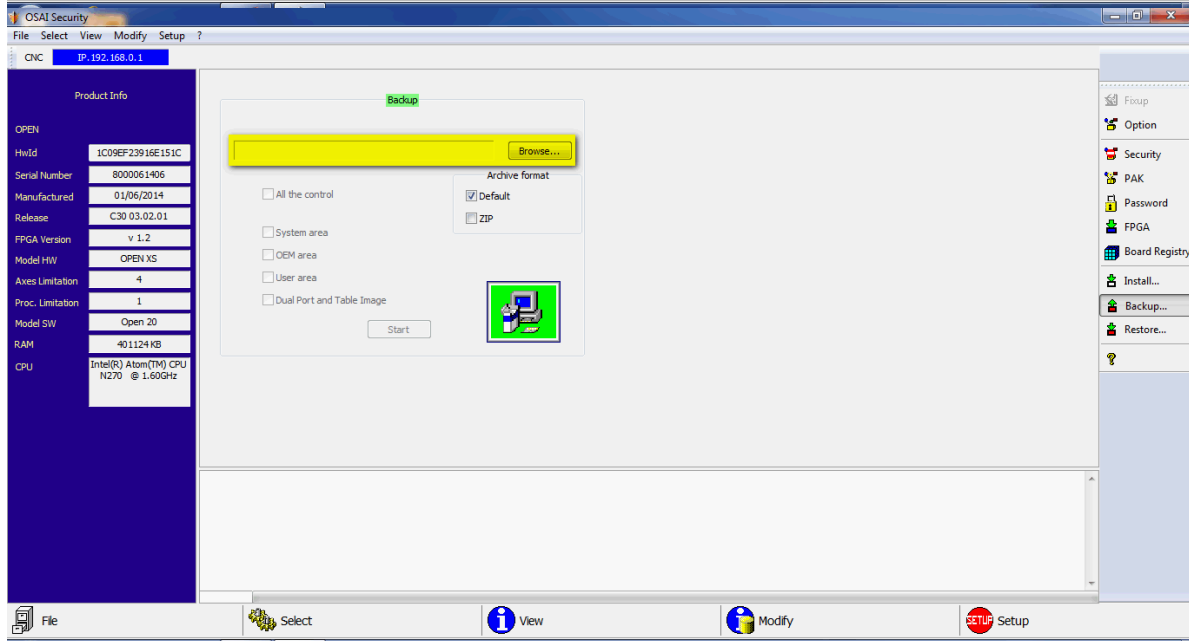 OSAI Security
File Select View Modify Setup ?
CNC IP.192.168.0.1
Product Info
OPEN
HwId 1C09EF23916E151C
Serial Number 8000061406
Manufactured 01/06/2014
Release C30 03.02.01
FPGA Version v 1.2
Model HW OPEN XS
Axes Limitation 4
Proc. Limitation 1
Model SW Open 20
RAM 401124 KB
CPU Intel(R) Atom(TM) CPU
N270 @ 1.60GHz
Backup
Browse...
Archive format
All the control
Default
ZIP
System area
OEM area
User area
Dual Port and Table Image
Start
Fixup
Option
Security
PAK
Password
FPGA
Board Registry
Install...
Backup...
Restore...
File
Select
View
Modify
SETUP Setup